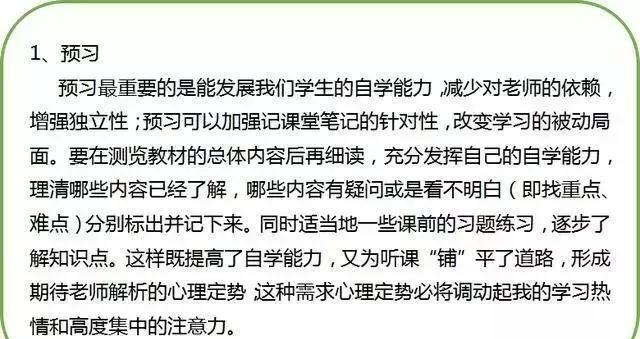 1、预习
预习最重要的是能发展我们学生的自学能力,减少对老师的依赖，
增强独立性；预习可以加强记课堂笔记的针对性，改变学习的被动局
面。要在测览教材的总体内容后再细读，充分发挥自己的自学能力，
理清哪些内容已经了解，哪些内容有疑问或是看不明白（即找重点、
难点）分别标出并记下来。同时适当地一些课前的习题练习，逐步了
解知识点。这样既提高了自学能力，又为听课“铺”平了道路，形成
期待老师解析的心理定势,这种需求心理定势必将调动起我的学习热
情和高度集中的注意力。